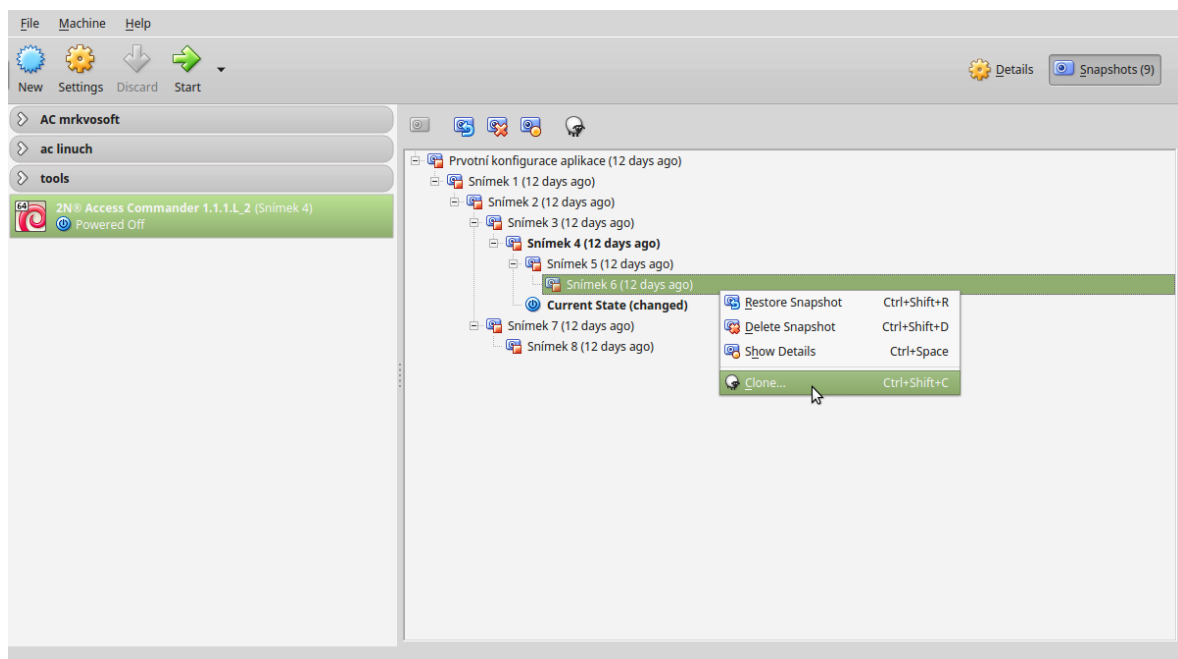 File Machine Help
New Settings Discard Start
Details Snapshots (9)
AC mrkvosoft
ac linuch
tools
64
2N® Access Commander 1.1.1.L_2 (Snímek 4)
Powered Off
Prvotní konfigurace aplikace (12 days ago)
Snímek 1 (12 days ago)
Snímek 2 (12 days ago)
Snímek 3 (12 days ago)
Snímek 4 (12 days ago)
Snímek 5 (12 days ago)
Snímek 6 (12 days ago)
Current State (changed)
Snímek 7 (12 days ago)
Snímek 8 (12 days ago)
Restore Snapshot Ctrl+Shift+R
Delete Snapshot Ctrl+Shift+D
Show Details Ctrl+Space
Clone... Ctrl+Shift+C